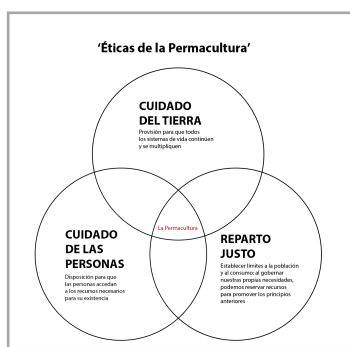 ‘Éticas de la Permacultura’
CUIDADO
DEL TIERRA
Provisión para que todos
los sistemas de vida continúen
y se multipliquen
La Permacultura
CUIDADO
DE LAS
PERSONAS
Disposición para que
las personas accedan
a los recursos necesarios
para su existencia
REPARTO
JUSTO
Establecer límites a la población
y al consumo: al gobernar
nuestras propias necesidades,
podemos reservar recursos
para promover los principios
anteriores